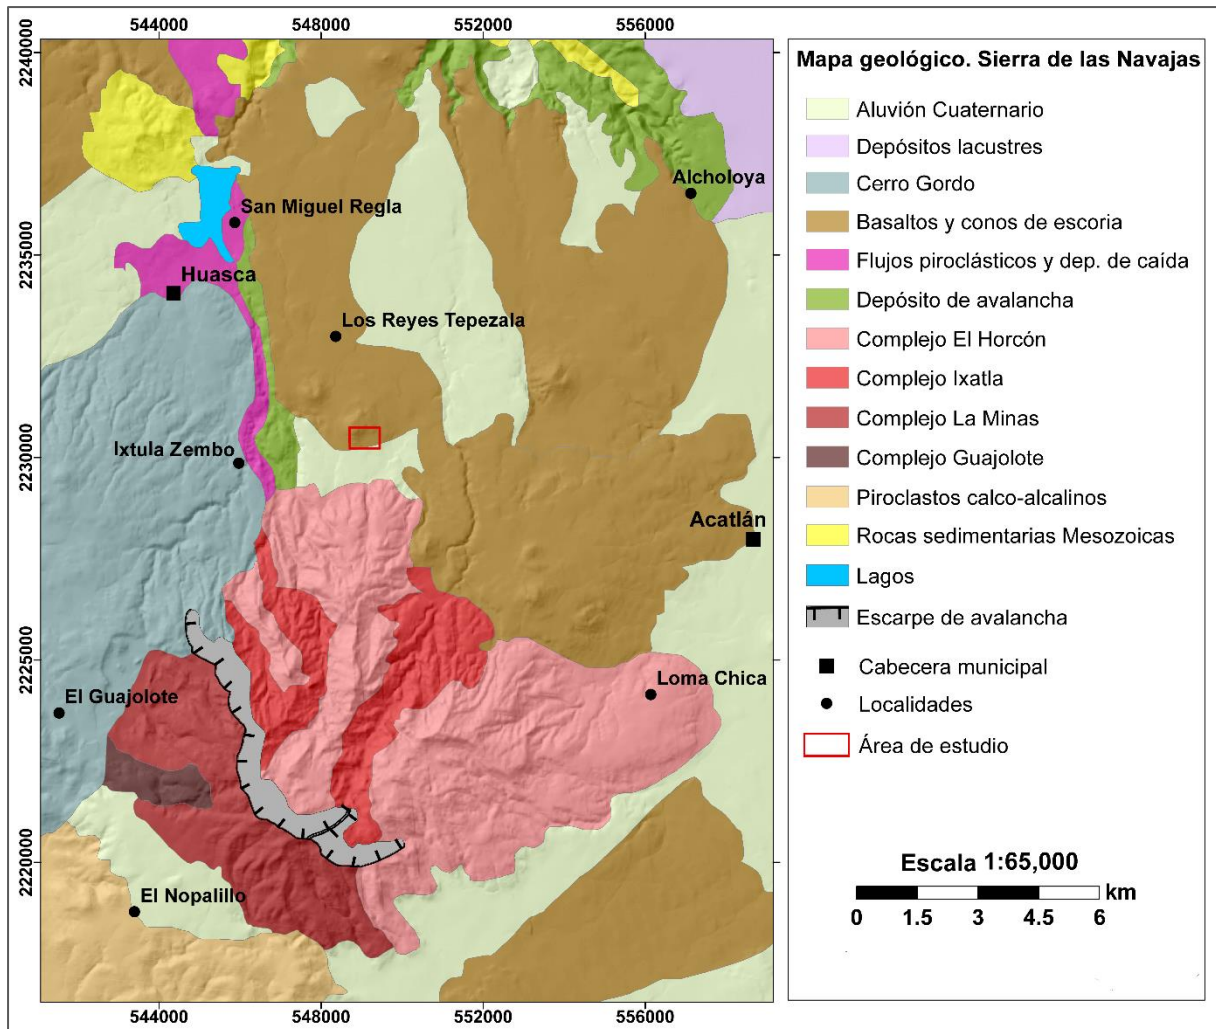 544000 548000 552000 556000
2240000
2235000
2230000
2225000
2220000
Alcholoya
San Miguel Regla
Huasca
Los Reyes Tepezala
Ixtula Zembo
Acatlán
El Guajolote
Loma Chica
El Nopalillo
544000 548000 552000 556000
Mapa geológico. Sierra de las Navajas
Aluvión Cuaternario
Depósitos lacustres
Cerro Gordo
Basaltos y conos de escoria
Flujos piroclásticos y dep. de caída
Depósito de avalancha
Complejo El Horcón
Complejo Ixatla
Complejo La Minas
Complejo Guajolote
Piroclastos calco-alcalinos
Rocas sedimentarias Mesozoicas
Lagos
Escarpe de avalancha
Cabecera municipal
Localidades
Área de estudio
Escala 1:65,000
km
0 1.5 3 4.5 6